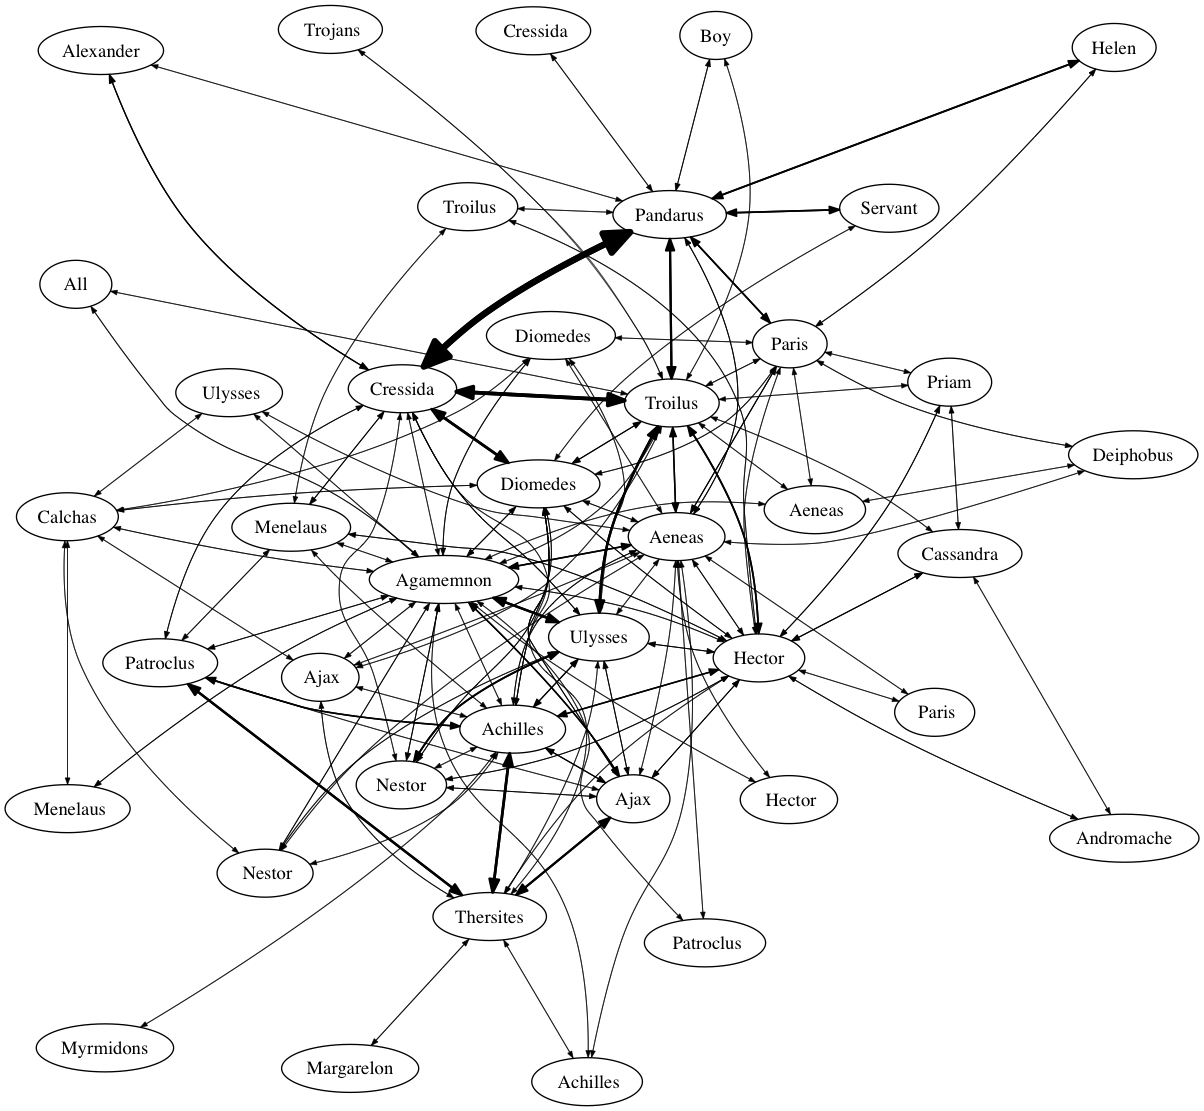 Alexander
Trojans
Cressida
Boy
Helen
Troilus
Pandarus
Servant
All
Diomedes
Paris
Ulysses
Cressida
Troilus
Priam
Deiphobus
Calchas
Menelaus
Diomedes
Aeneas
Aeneas
Cassandra
Agamemnon
Patroclus
Ajax
Ulysses
Hector
Achilles
Paris
Menelaus
Nestor
Ajax
Hector
Andromache
Nestor
Thersites
Patroclus
Myrmidons
Margarelon
Achilles